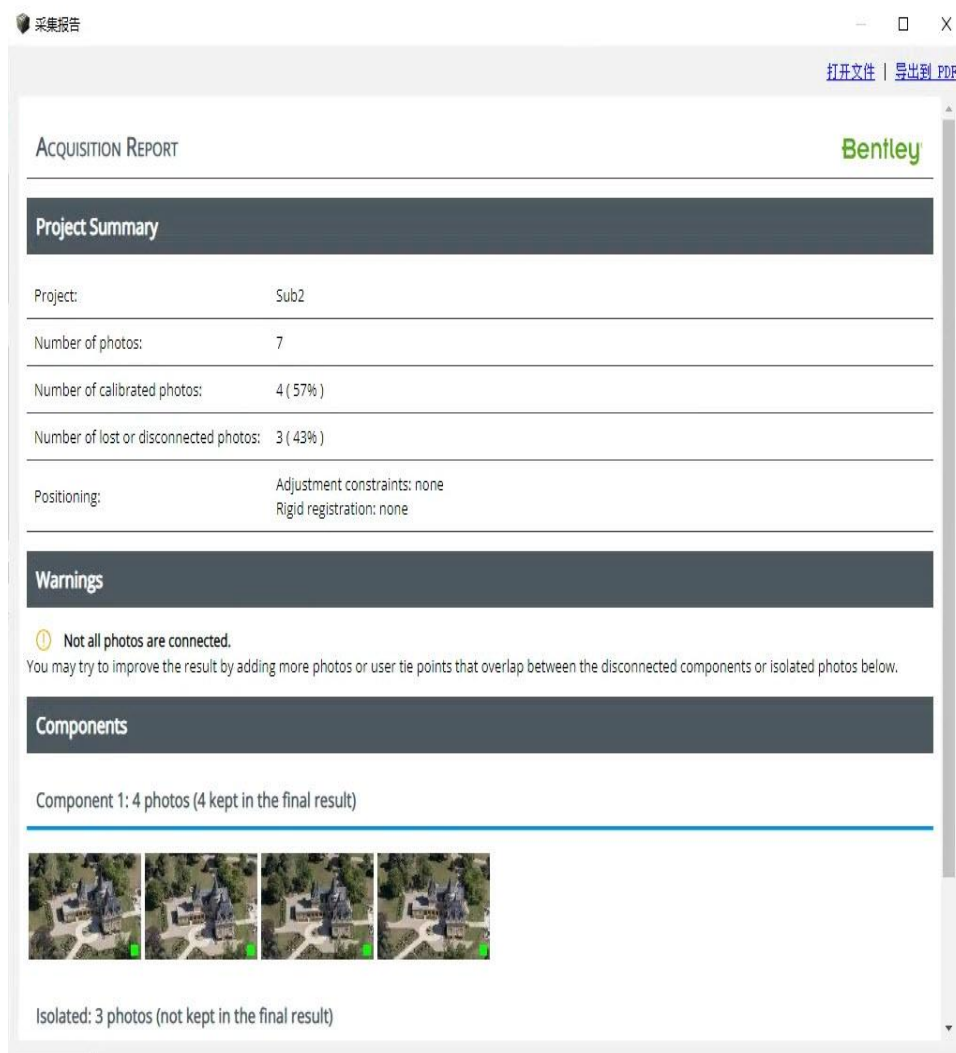 采集报告
打开文件 | 导出到 PDF
ACQUISITION REPORT
Bentley
Project Summary
Project: Sub2
Number of photos: 7
Number of calibrated photos: 4 ( 57% )
Number of lost or disconnected photos: 3 ( 43% )
Positioning: Adjustment constraints: none
Rigid registration: none
Warnings
Not all photos are connected.
You may try to improve the result by adding more photos or user tie points that overlap between the disconnected components or isolated photos below.
Components
Component 1: 4 photos (4 kept in the final result)
Isolated: 3 photos (not kept in the final result)